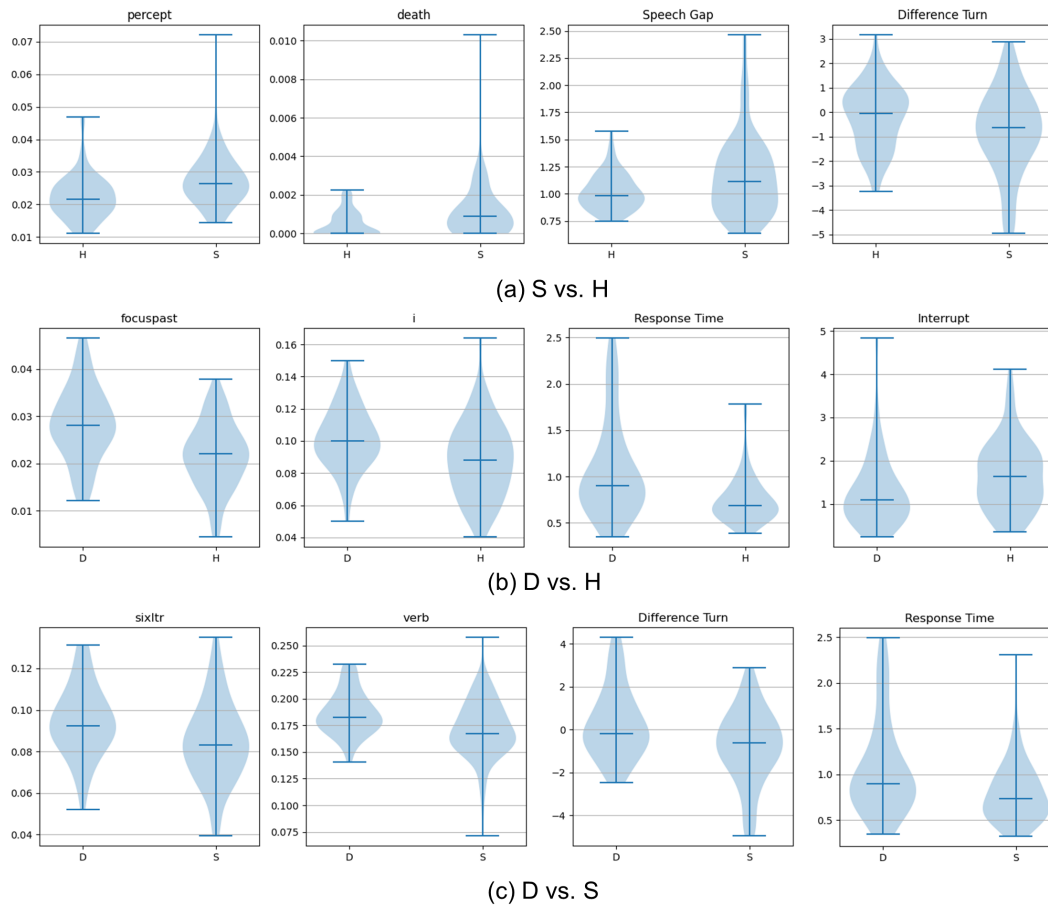 percept
death
Speech Gap
Difference Turn
0.07
0.06
0.05
0.04
0.03
0.02
0.01
H
S
0.010
0.008
0.006
0.004
0.002
0.000
H
S
2.50
2.25
2.00
1.75
1.50
1.25
1.00
0.75
H
S
3
2
1
0
−1
−2
−3
−4
−5
H
S
(a) S vs. H
focuspast
i
Response Time
Interrupt
0.04
0.03
0.02
0.01
D
H
0.16
0.14
0.12
0.10
0.08
0.06
0.04
D
H
2.5
2.0
1.5
1.0
0.5
D
H
5
4
3
2
1
D
H
(b) D vs. H
sixltr
verb
Difference Turn
Response Time
0.12
0.10
0.08
0.06
0.04
D
S
0.250
0.225
0.200
0.175
0.150
0.125
0.100
0.075
D
S
4
2
0
−2
−4
D
S
2.5
2.0
1.5
1.0
0.5
D
S
(c) D vs. S